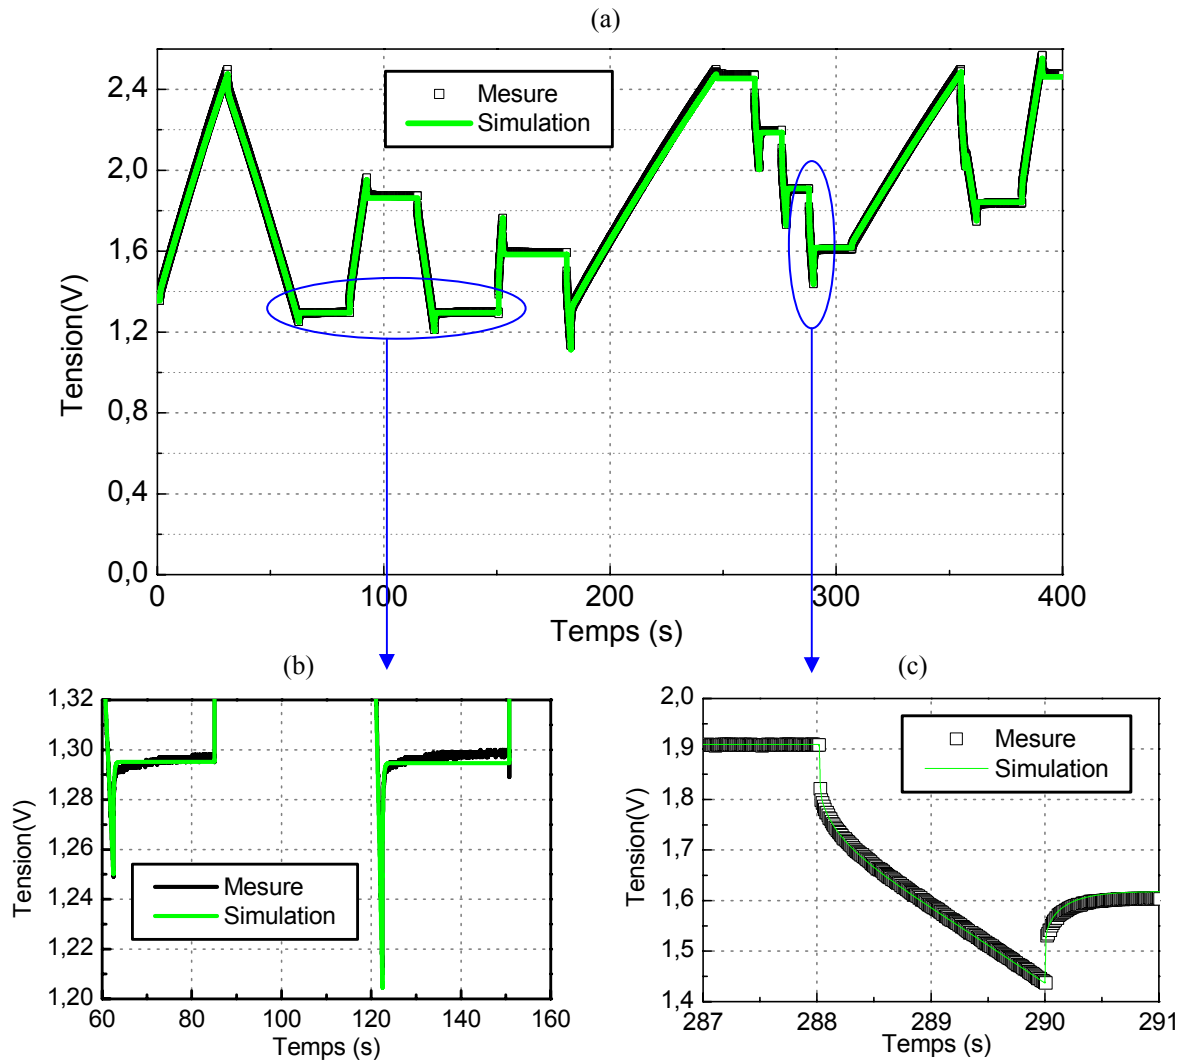 (a)
2,4
2,0
1,6
1,2
0,8
0,4
0,0
Tension(V)
Mesure
Simulation
0
100
200
300
400
Temps (s)
(b)
1,32
1,30
1,28
1,26
1,24
1,22
1,20
Tension(V)
Mesure
Simulation
60
80
100
120
140
160
Temps (s)
(c)
2,0
1,9
1,8
1,7
1,6
1,5
1,4
Tension(V)
Mesure
Simulation
287
288
289
290
291
Temps (s)